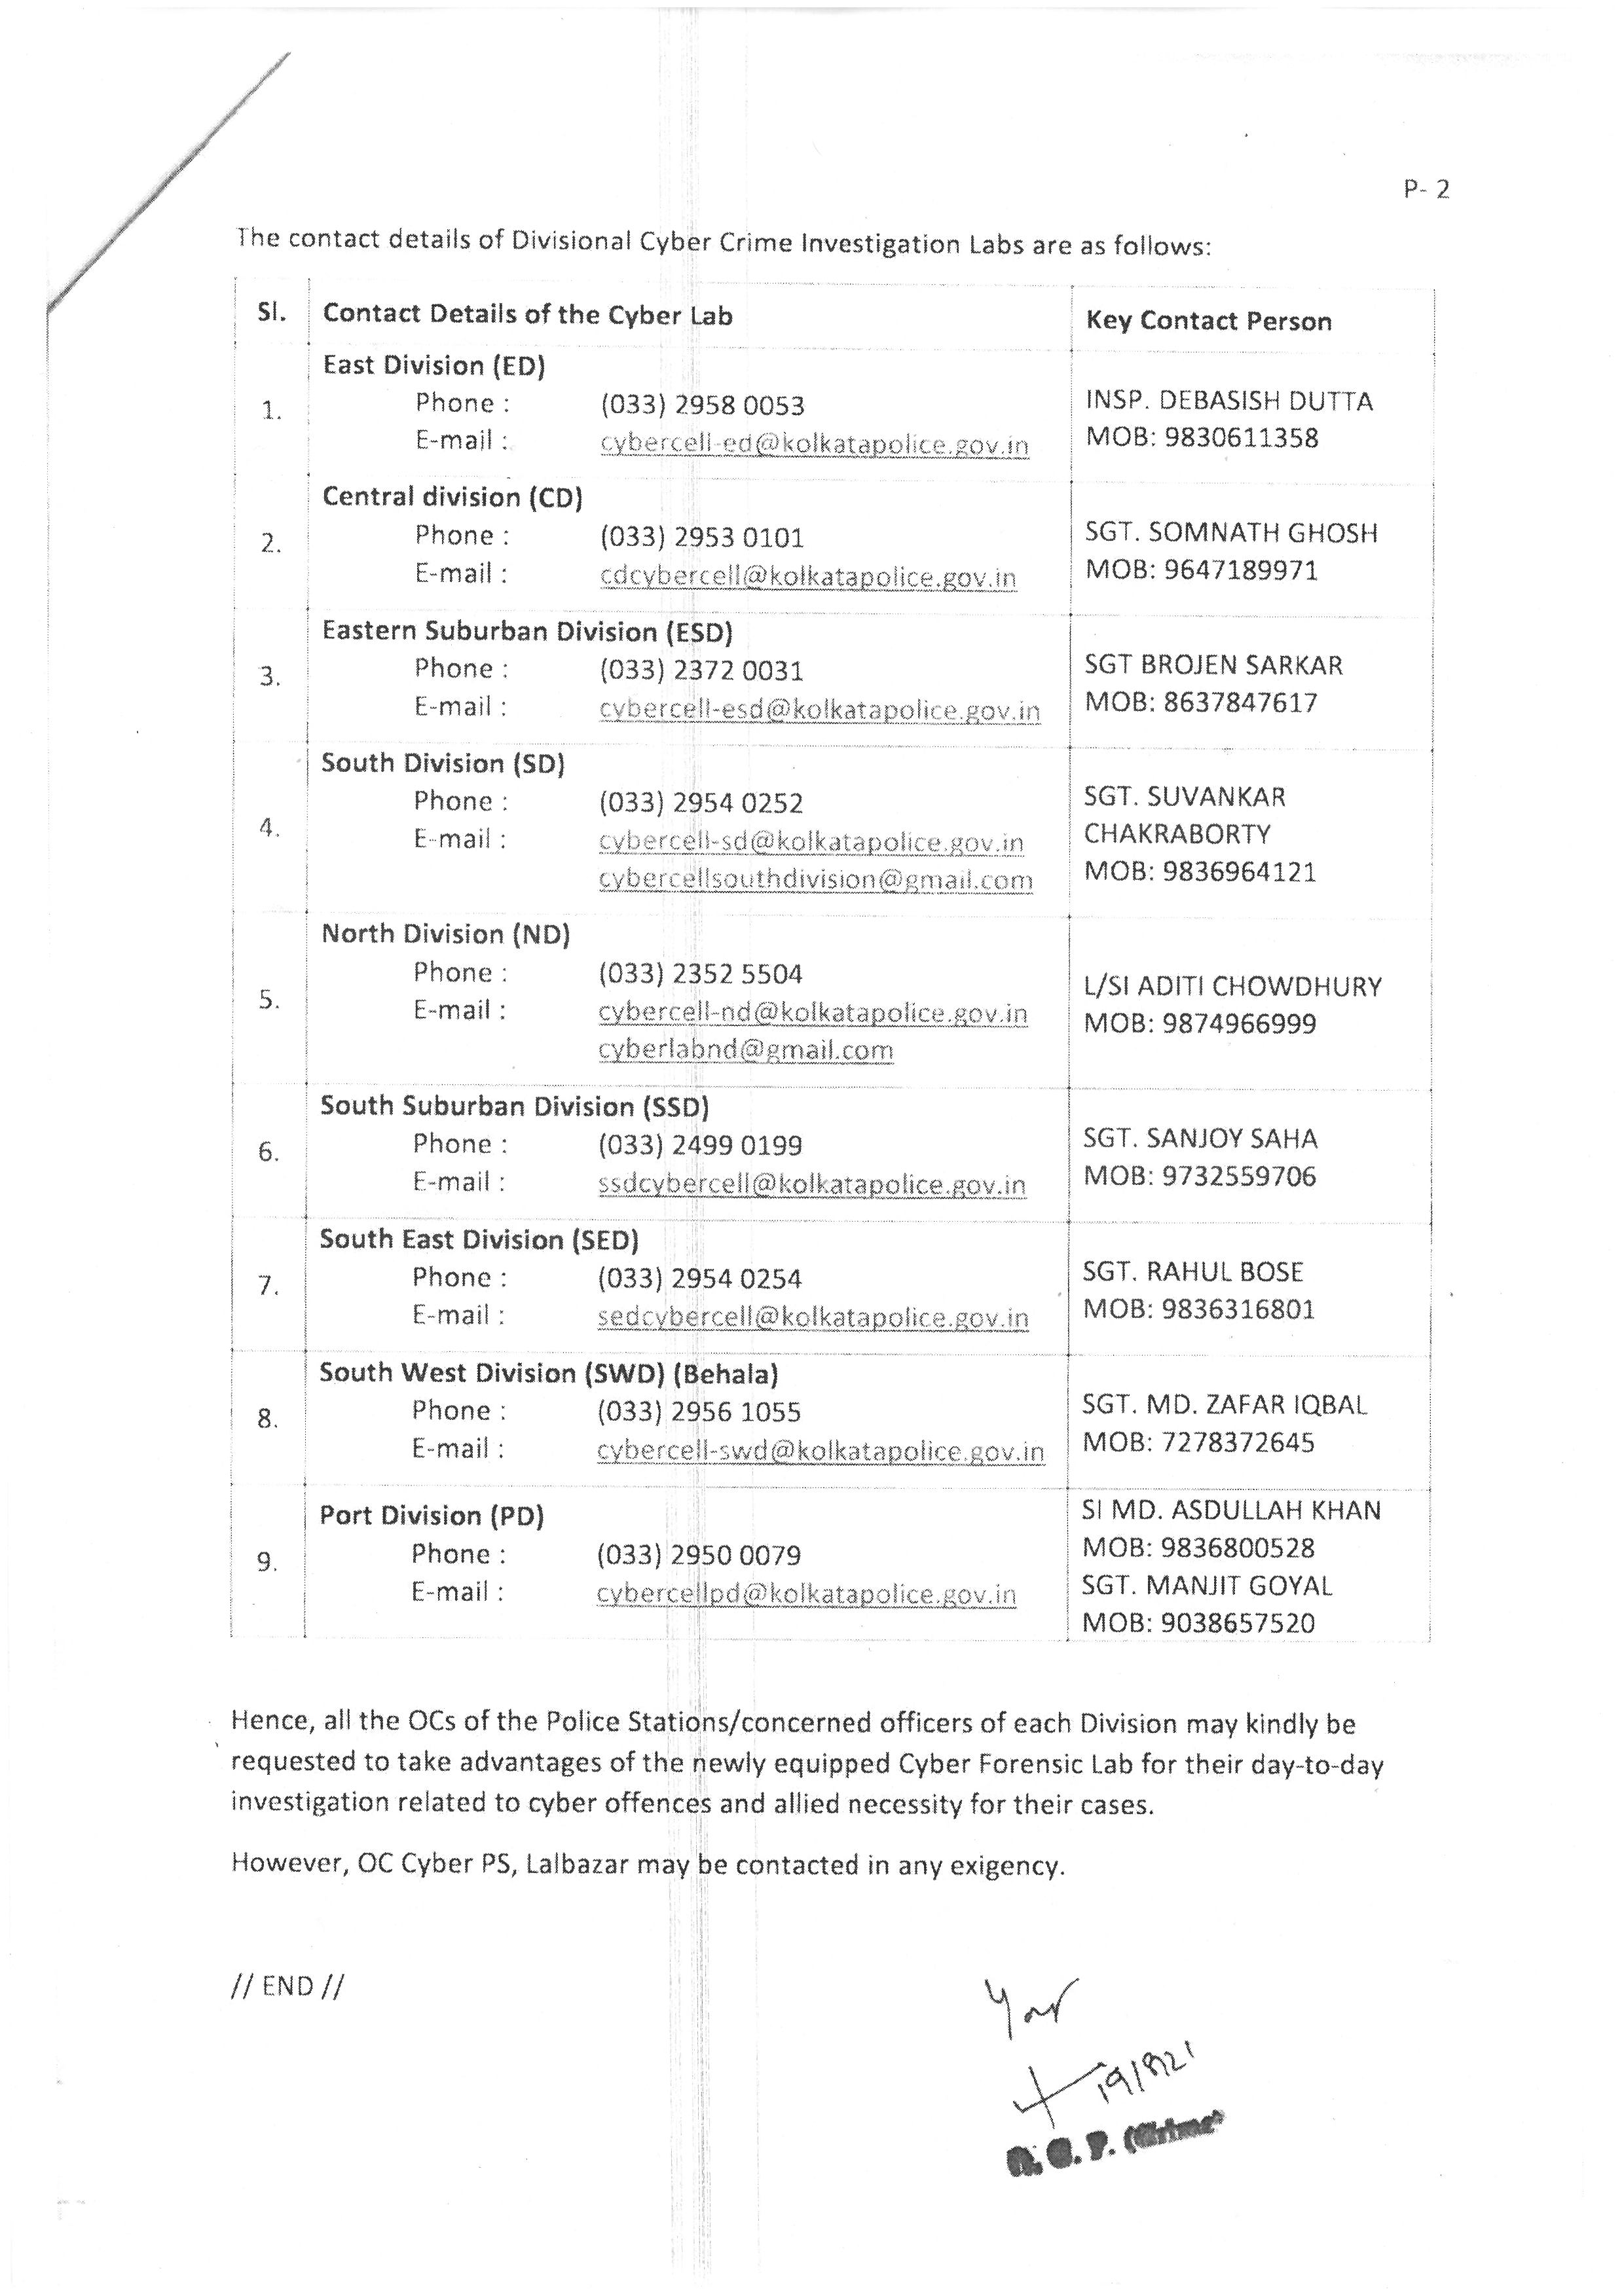 P- 2
The contact details of Divisional Cyber Crime Investigation Labs are as follows:
Sl. Contact Details of the Cyber Lab Key Contact Person
East Division (ED)
1. Phone : (033) 2958 0053 INSP. DEBASISH DUTTA
E-mail : cybercell-ed@kolkatapolice.gov.in MOB: 9830611358
Central division (CD)
2. Phone : (033) 2953 0101 SGT. SOMNATH GHOSH
E-mail : cdcybercell@kolkatapolice.gov.in MOB: 9647189971
Eastern Suburban Division (ESD)
3. Phone : (033) 2372 0031 SGT BROJEN SARKAR
E-mail : cybercell-esd@kolkatapolice.gov.in MOB: 8637847617
South Division (SD)
Phone : (033) 2954 0252 SGT. SUVANKAR
4. E-mail : cybercell-sd@kolkatapolice.gov.in CHAKRABORTY
cybercellsouthdivision@gmail.com MOB: 9836964121
North Division (ND)
Phone : (033) 2352 5504 L/SI ADITI CHOWDHURY
5. E-mail : cybercell-nd@kolkatapolice.gov.in MOB: 9874966999
cyberlabnd@gmail.com
South Suburban Division (SSD)
6. Phone : (033) 2499 0199 SGT. SANJOY SAHA
E-mail : ssdcybercell@kolkatapolice.gov.in MOB: 9732559706
South East Division (SED)
7. Phone : (033) 2954 0254 SGT. RAHUL BOSE
E-mail : sedcybercell@kolkatapolice.gov.in MOB: 9836316801
South West Division (SWD) (Behala)
8. Phone : (033) 2956 1055 SGT. MD. ZAFAR IQBAL
E-mail : cybercell-swd@kolkatapolice.gov.in MOB: 7278372645
Port Division (PD) SI MD. ASDULLAH KHAN
9. Phone : (033) 2950 0079 MOB: 9836800528
E-mail : cybercellpd@kolkatapolice.gov.in SGT. MANJIT GOYAL
MOB: 9038657520
Hence, all the OCs of the Police Stations/concerned officers of each Division may kindly be
requested to take advantages of the newly equipped Cyber Forensic Lab for their day-to-day
investigation related to cyber offences and allied necessity for their cases.
However, OC Cyber PS, Lalbazar may be contacted in any exigency.
// END //
19/8/21
(Crime)